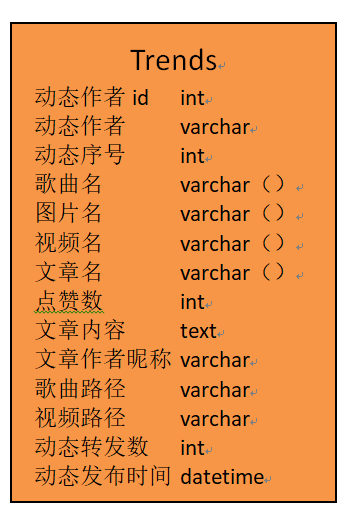 Trends
动态作者 id int
动态作者 varchar
动态序号 int
歌曲名 varchar（）
图片名 varchar（）
视频名 varchar（）
文章名 varchar（）
点赞数 int
文章内容 text
文章作者昵称 varchar
歌曲路径 varchar
视频路径 varchar
动态转发数 int
动态发布时间 datetime